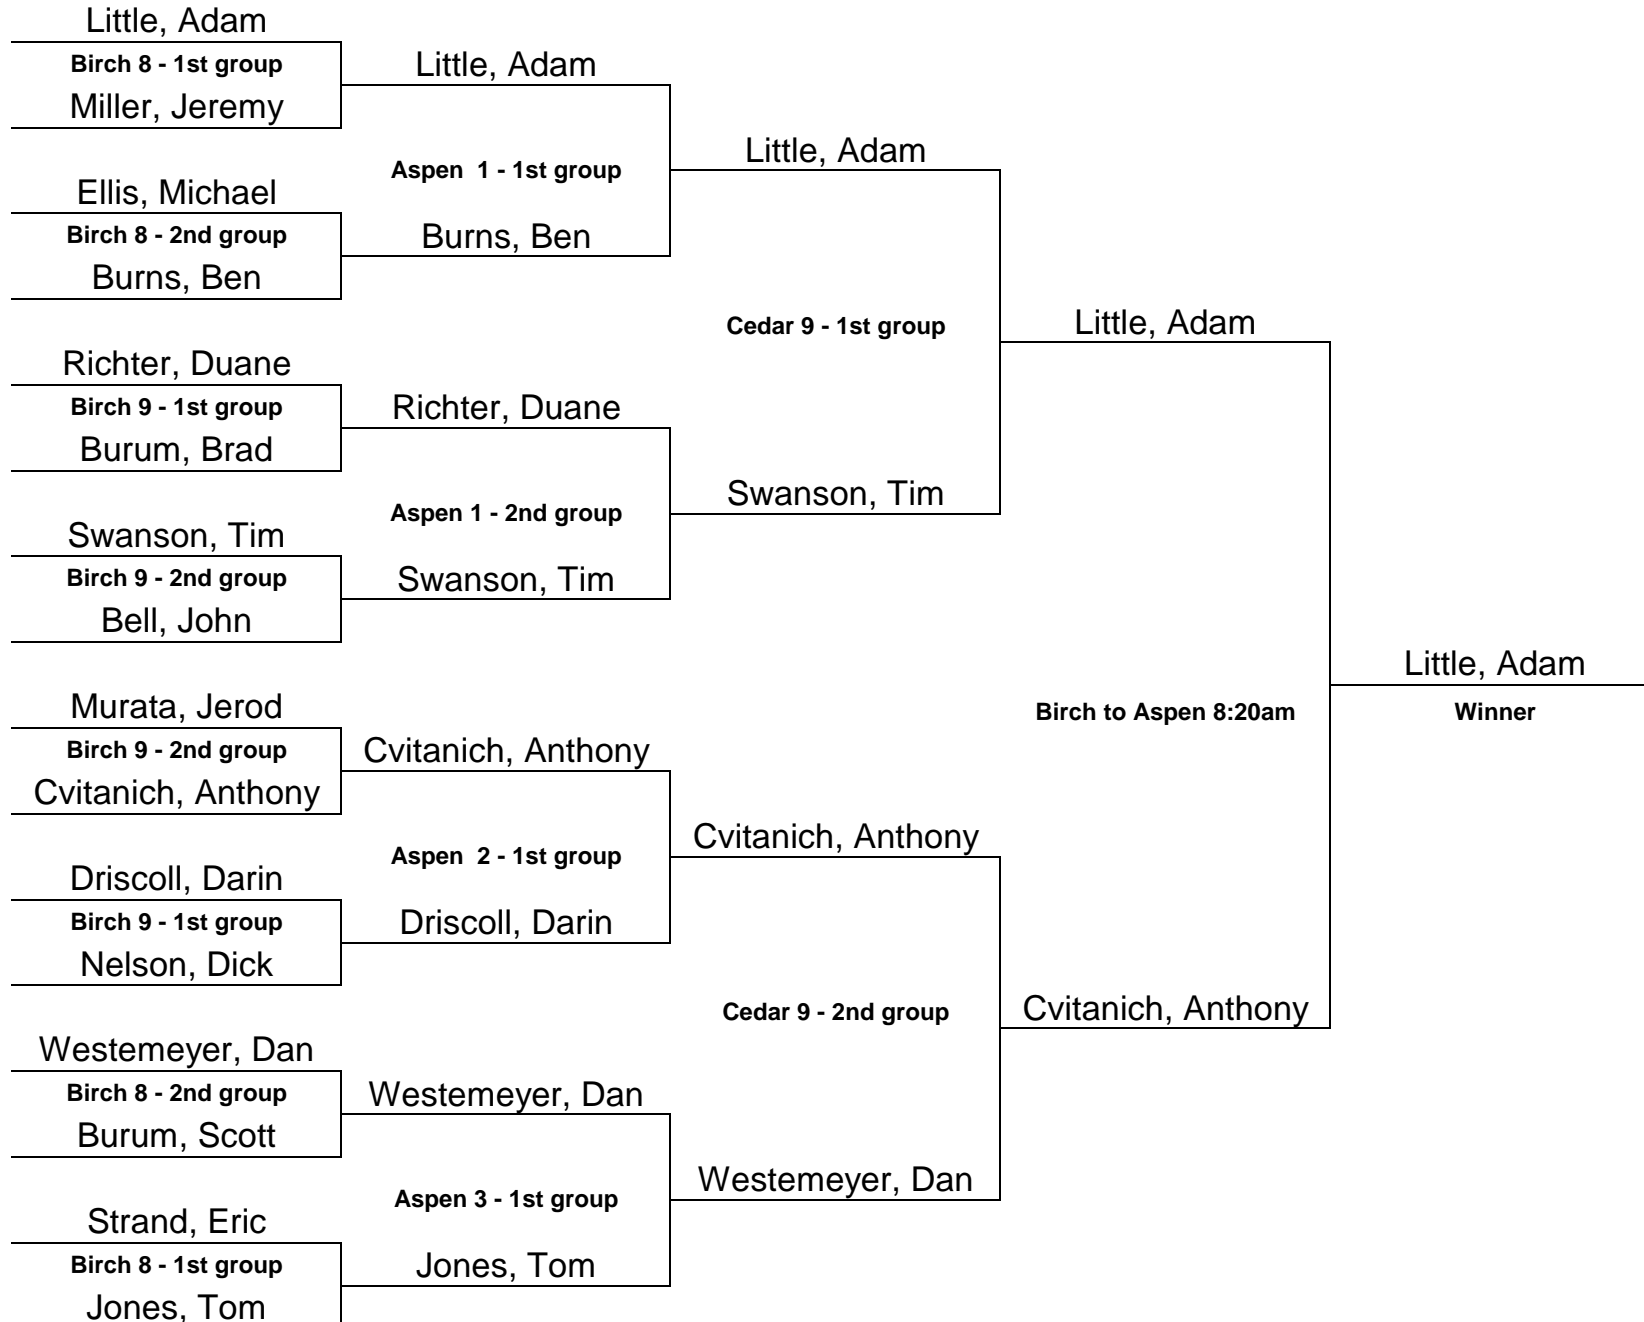 Little, Adam
Birch 8 - 1st group
Miller, Jeremy
Ellis, Michael
Birch 8 - 2nd group
Burns, Ben
Richter, Duane
Birch 9 - 1st group
Burum, Brad
Swanson, Tim
Birch 9 - 2nd group
Bell, John
Murata, Jerod
Birch 9 - 2nd group
Cvitanich, Anthony
Driscoll, Darin
Birch 9 - 1st group
Nelson, Dick
Westemeyer, Dan
Birch 8 - 2nd group
Burum, Scott
Strand, Eric
Birch 8 - 1st group
Jones, Tom
Little, Adam
Aspen  1 - 1st group
Burns, Ben
Richter, Duane
Aspen 1 - 2nd group
Swanson, Tim
Cvitanich, Anthony
Aspen  2 - 1st group
Driscoll, Darin
Westemeyer, Dan
Aspen 3 - 1st group
Jones, Tom
Little, Adam
Cedar 9 - 1st group
Swanson, Tim
Cvitanich, Anthony
Cedar 9 - 2nd group
Westemeyer, Dan
Little, Adam
Birch to Aspen 8:20am
Cvitanich, Anthony
Little, Adam
Winner